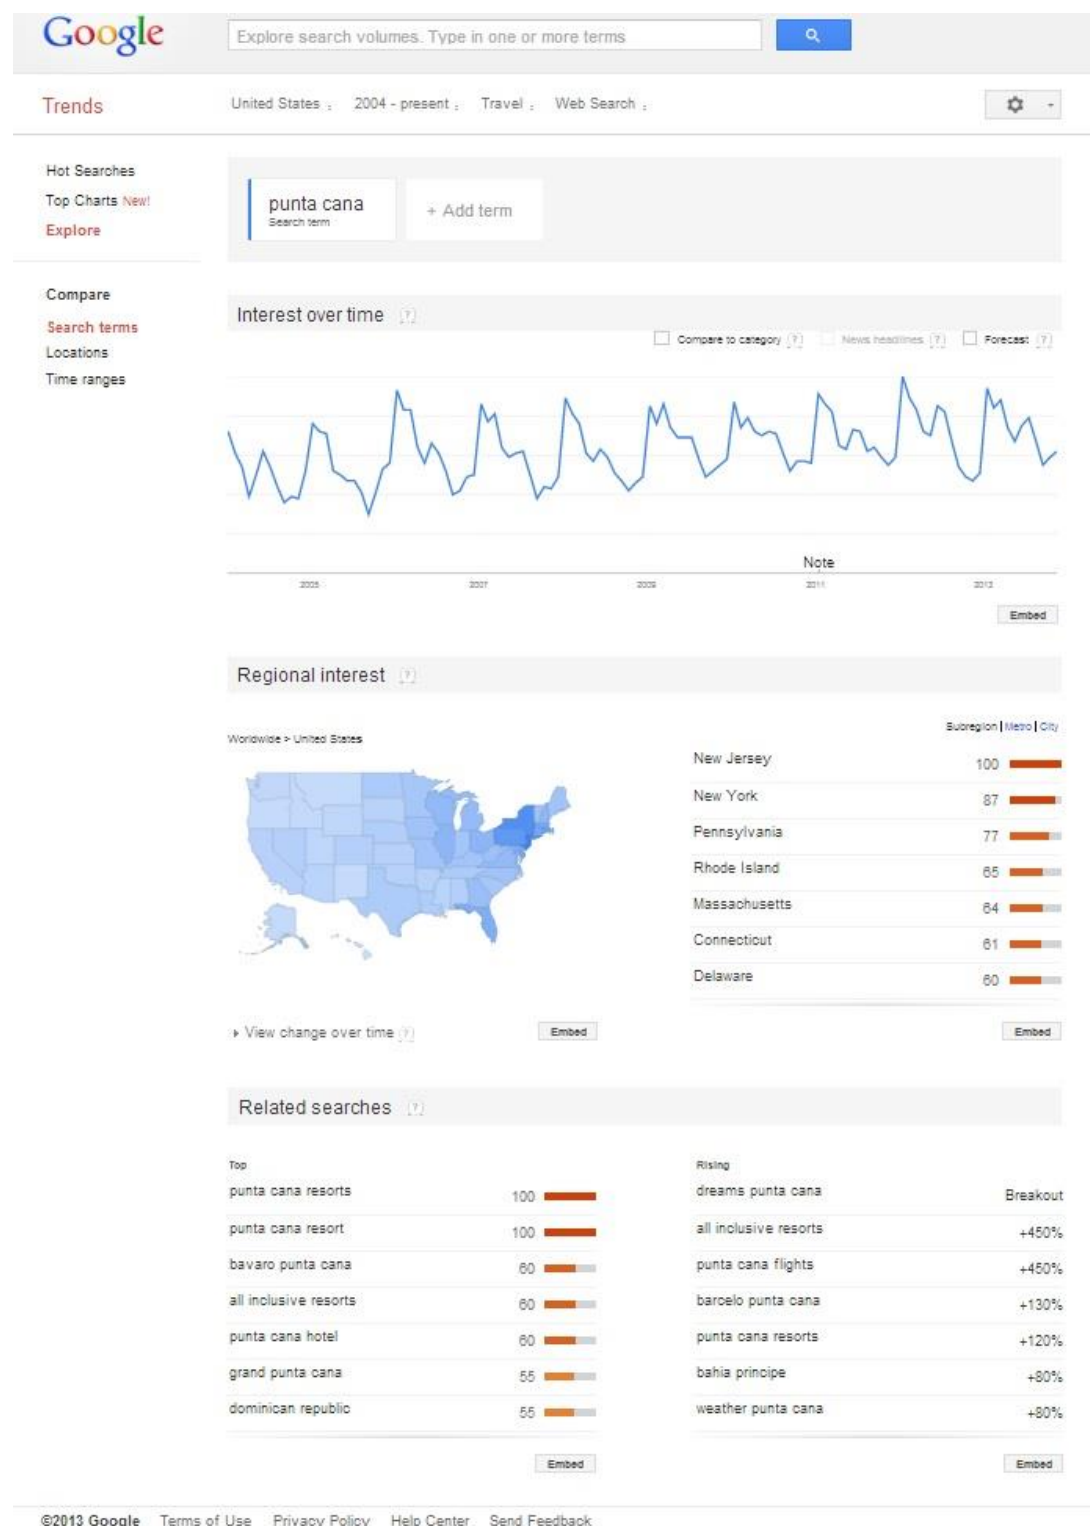 Google
Explore search volumes. Type in one or more terms
Trends
United States
2004 - present
Travel
Web Search
Hot Searches
Top Charts New!
Explore
Compare
Search terms
Locations
Time ranges
punta cana
Search term
+ Add term
Interest over time ?
Compare to category ?
News headlines ?
Forecast ?
Note
2005 2007 2009 2011 2013
Embed
Regional interest ?
Worldwide > United States
Subregion | Metro | City
New Jersey 100
New York 87
Pennsylvania 77
Rhode Island 65
Massachusetts 64
Connecticut 61
Delaware 60
View change over time ?
Embed
Embed
Related searches ?
Top
punta cana resorts 100
punta cana resort 100
bavaro punta cana 60
all inclusive resorts 60
punta cana hotel 60
grand punta cana 55
dominican republic 55
Embed
Rising
dreams punta cana Breakout
all inclusive resorts +450%
punta cana flights +450%
barcelo punta cana +130%
punta cana resorts +120%
bahia principe +80%
weather punta cana +80%
Embed
©2013 Google Terms of Use Privacy Policy Help Center Send Feedback